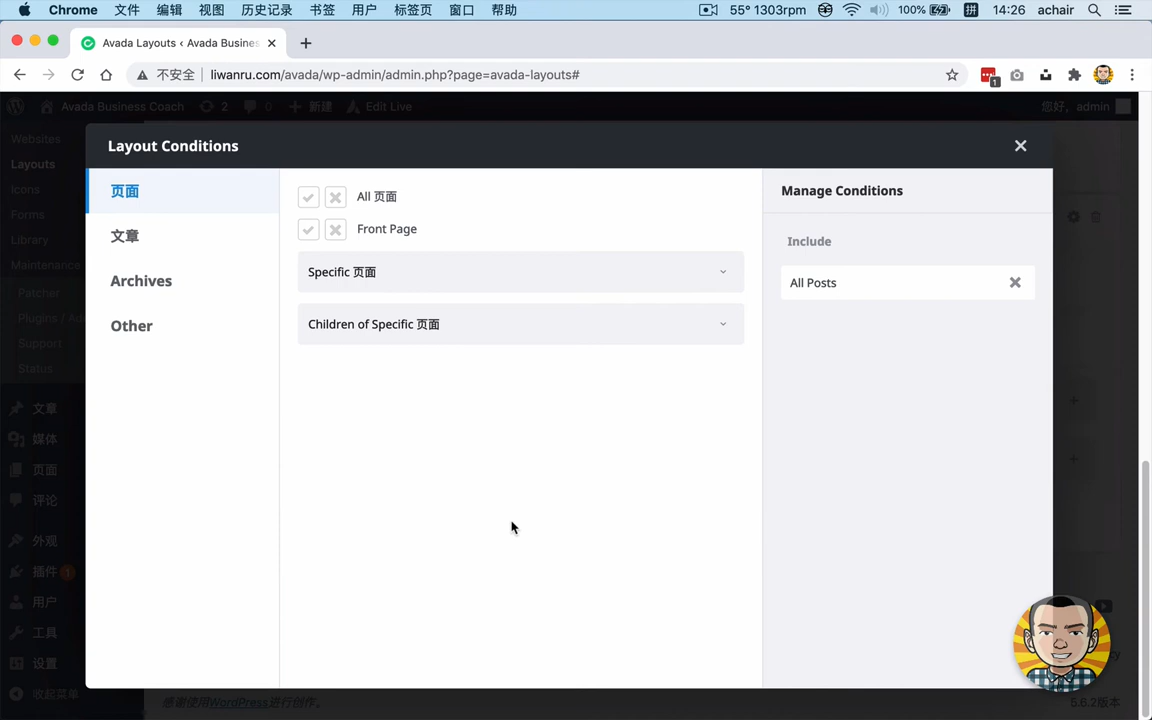 Chrome 文件 编辑 视图 历史记录 书签 用户 标签页 窗口 帮助 55° 1303rpm 100% 拼 14:26 achair
Avada Layouts ‹ Avada Business
不安全 liwanru.com/avada/wp-admin/admin.php?page=avada-layouts# 1
Avada Business Coach 2 0 新建 Edit Live 您好, admin
Websites
Layouts
Icons
Forms
Library
Maintenance
Patcher
Plugins / Ad
Support
Status
文章
媒体
页面
评论
外观
插件 1
用户
工具
设置
收起菜单
Layout Conditions
页面
文章
Archives
Other
All 页面
Front Page
Specific 页面
Children of Specific 页面
Manage Conditions
Include
All Posts
感谢使用WordPress进行创作。
5.6.2版本